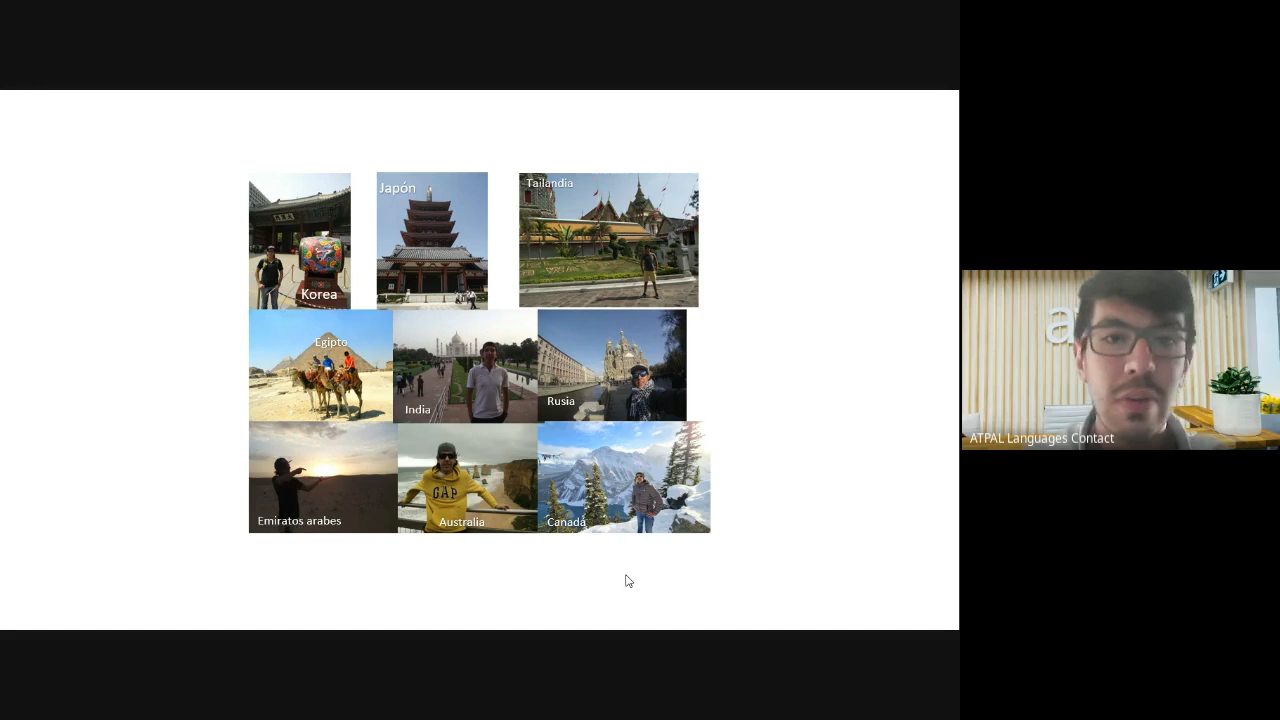 Korea
Japón
Tailandia
Egipto
India
Rusia
Emiratos arabes
GAP
Australia
Canadá
a
ATPAL Languages Contact